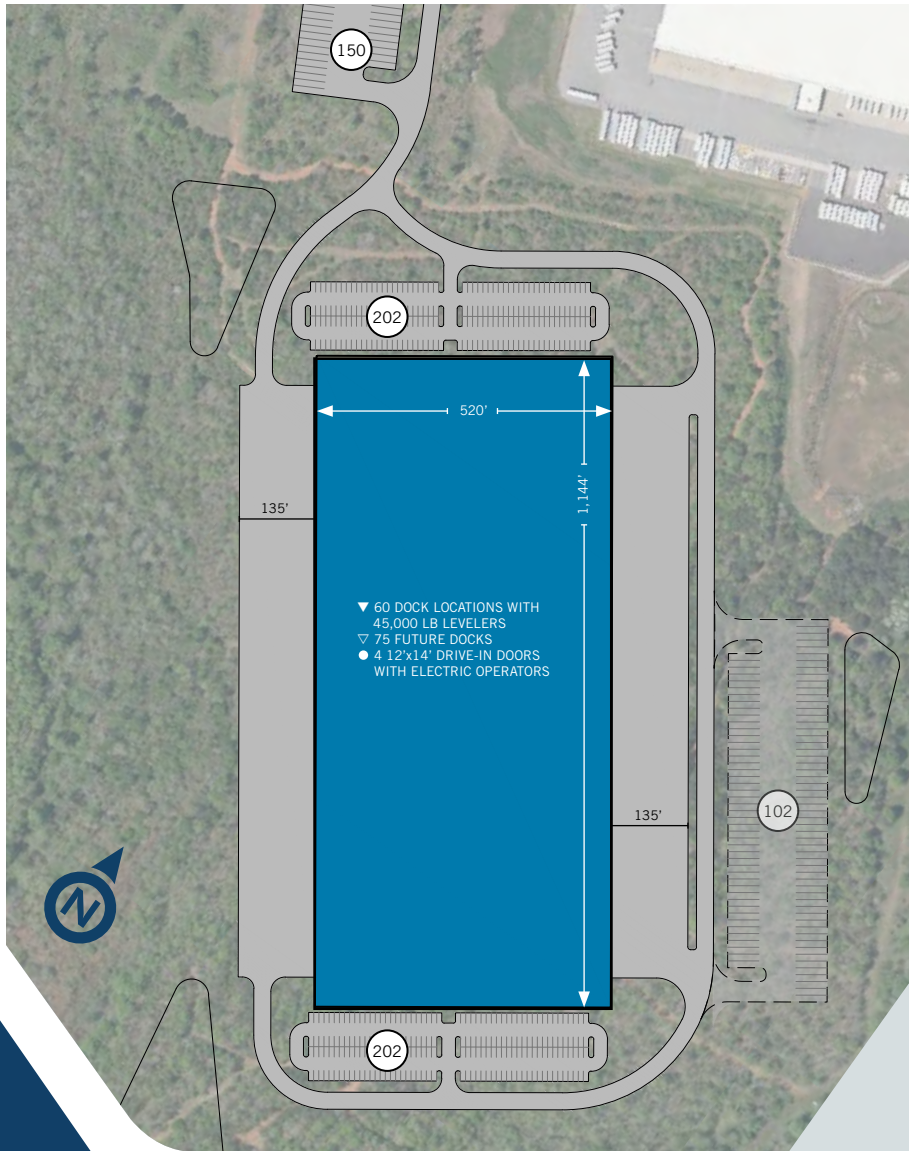 150
202
520’
1,144’
135’
▼ 60 DOCK LOCATIONS WITH
45,000 LB LEVELERS
▽ 75 FUTURE DOCKS
● 4 12’x14’ DRIVE-IN DOORS
WITH ELECTRIC OPERATORS
102
135’
N
202